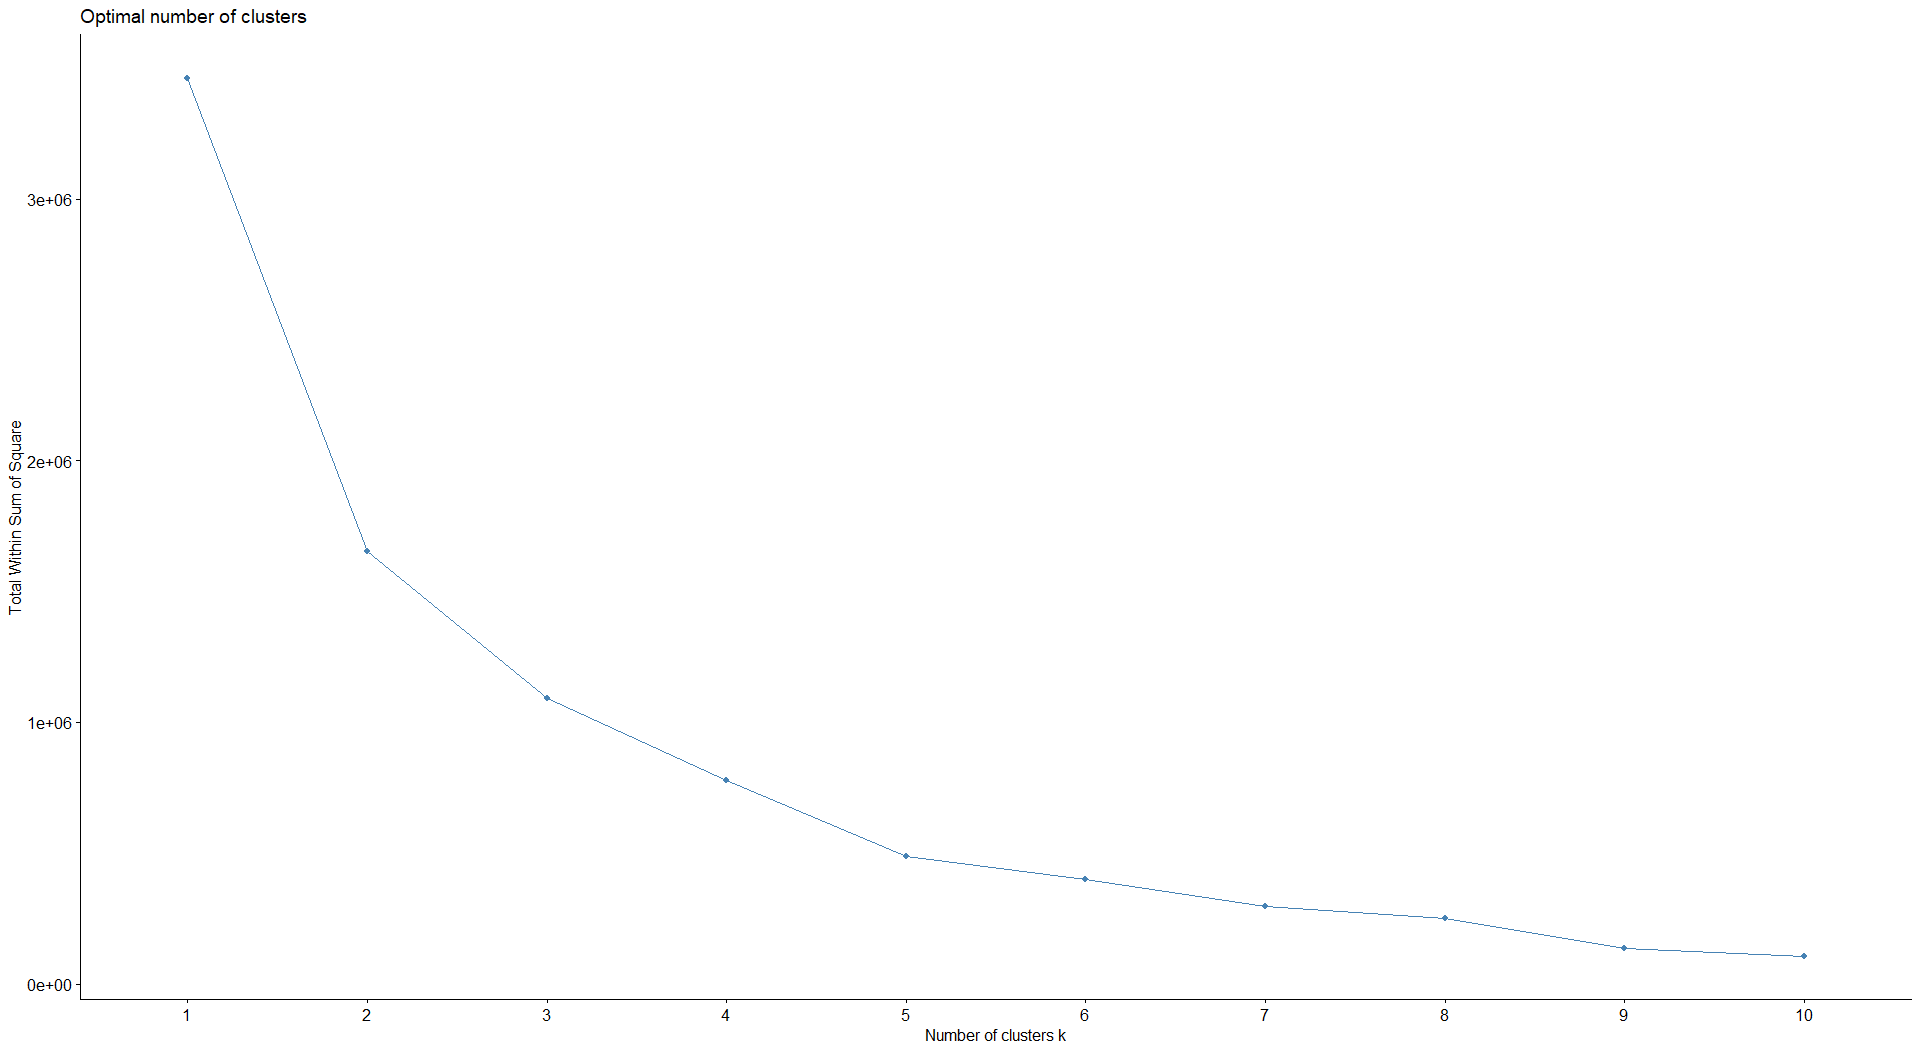 Optimal number of clusters
Total Within Sum of Square
3e+06
2e+06
1e+06
0e+00
1 2 3 4 5 6 7 8 9 10
Number of clusters k